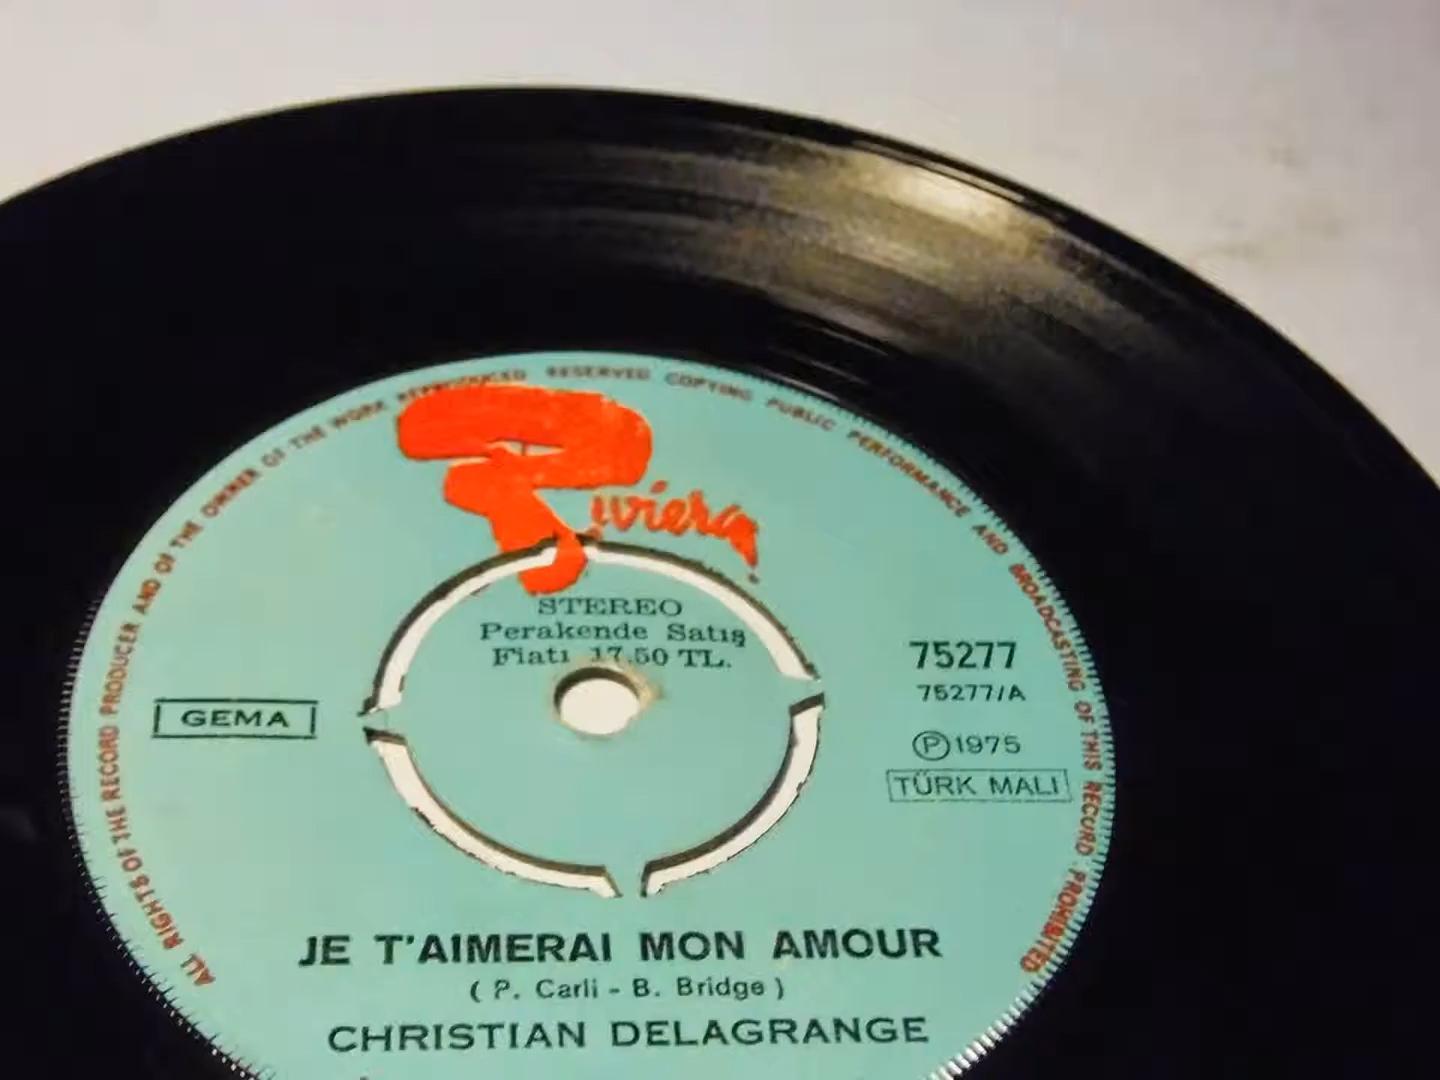 ALL RIGHTS OF THE RECORD PRODUCER AND OF THE OWNER OF THE WORK REPRODUCED RESERVED COPYING PUBLIC PERFORMANCE AND BROADCASTING OF THIS RECORD PROHIBITED
Riviera
STEREO
Perakende Satış
Fiatı 17.50 TL.
GEMA
75277
75277/A
Ⓟ1975
TÜRK MALI
JE T'AIMERAI MON AMOUR
( P. Carli - B. Bridge )
CHRISTIAN DELAGRANGE